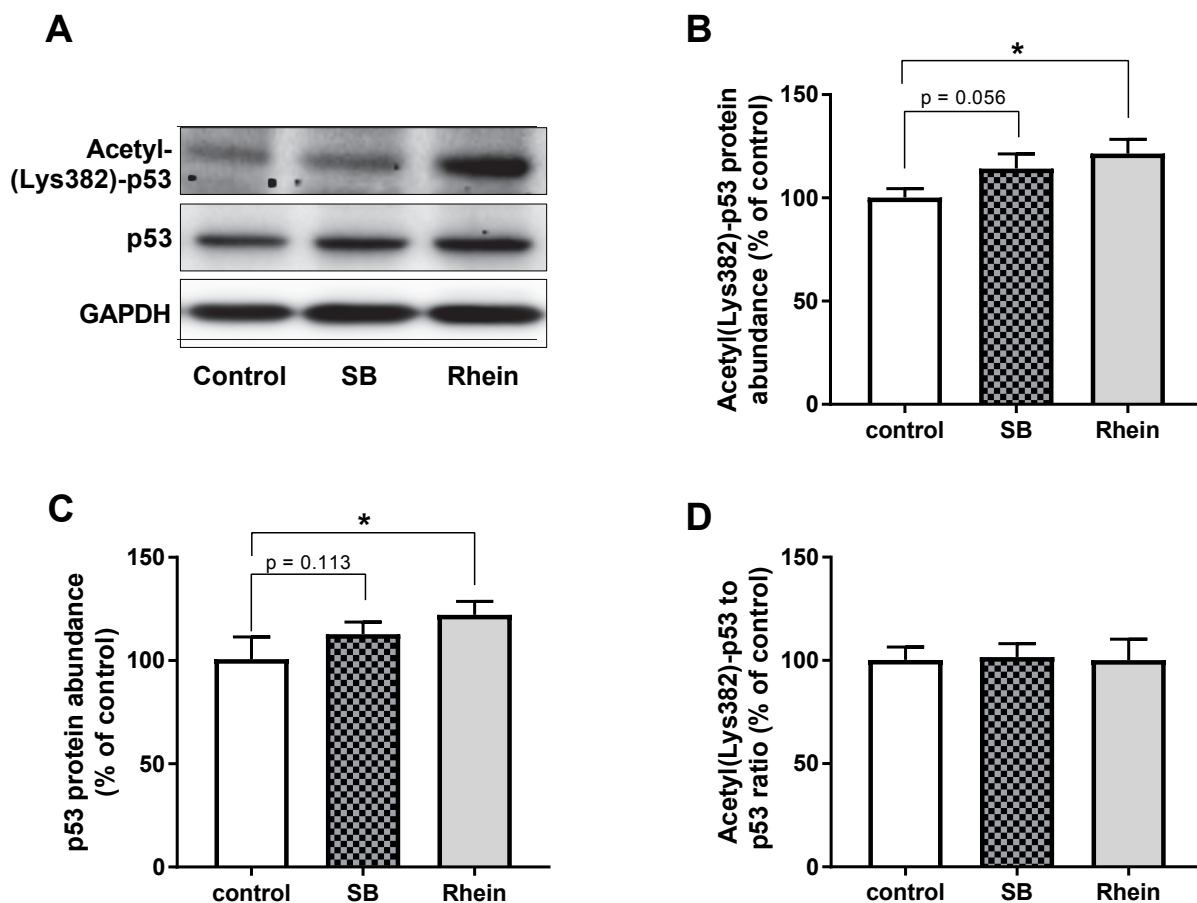 A
Acetyl-
(Lys382)-p53
p53
GAPDH
Control SB Rhein
B
Acetyl(Lys382)-p53 protein
abundance (% of control)
150
100
50
0
*
p = 0.056
control SB Rhein
C
p53 protein abundance
(% of control)
150
100
50
0
*
p = 0.113
control SB Rhein
D
Acetyl(Lys382)-p53 to
p53 ratio (% of control)
150
100
50
0
control SB Rhein